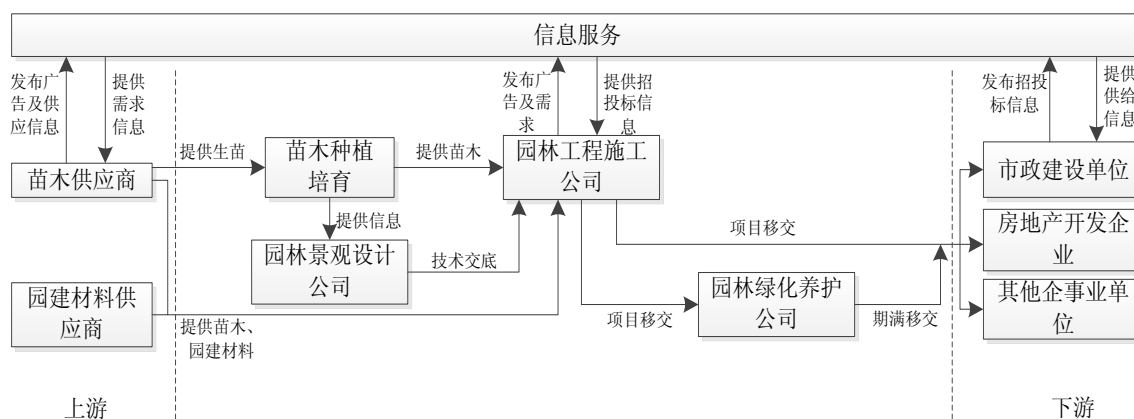 信息服务
发布广
告及供
应信息
提供
需求
信息
发布广
告及需
求
提供招
投标信
息
发布招投
标信息
提供
供给
信息
苗木供应商
提供生苗
苗木种植
培育
提供苗木
园林工程施工
公司
市政建设单位
提供信息
园林景观设计
公司
技术交底
项目移交
房地产开发企
业
园建材料供
应商
提供苗木、
园建材料
项目移交
园林绿化养护
公司
期满移交
其他企事业单
位
上游
下游